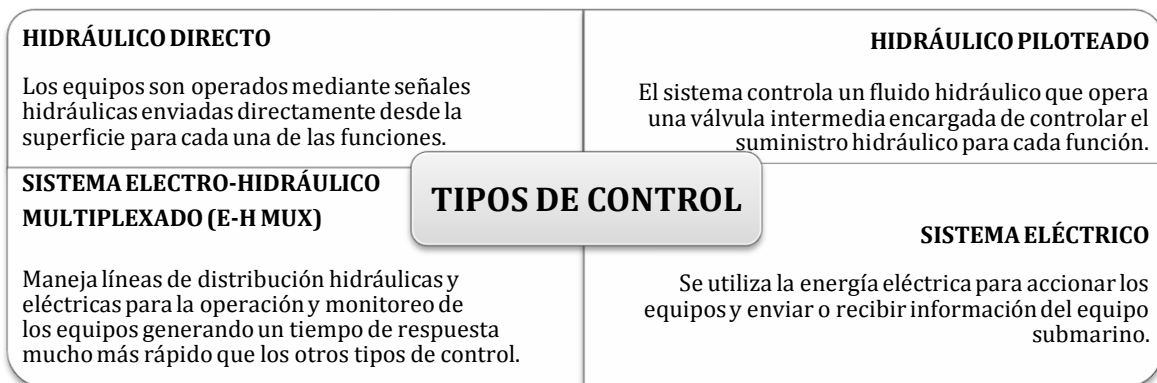 HIDRÁULICO DIRECTO
Los equipos son operados mediante señales
hidráulicas enviadas directamente desde la
superficie para cada una de las funciones.
HIDRÁULICO PILOTEADO
El sistema controla un fluido hidráulico que opera
una válvula intermedia encargada de controlar el
suministro hidráulico para cada función.
TIPOS DE CONTROL
SISTEMA ELECTRO-HIDRÁULICO
MULTIPLEXADO (E-H MUX)
Maneja líneas de distribución hidráulicas y
eléctricas para la operación y monitoreo de
los equipos generando un tiempo de respuesta
mucho más rápido que los otros tipos de control.
SISTEMA ELÉCTRICO
Se utiliza la energía eléctrica para accionar los
equipos y enviar o recibir información del equipo
submarino.